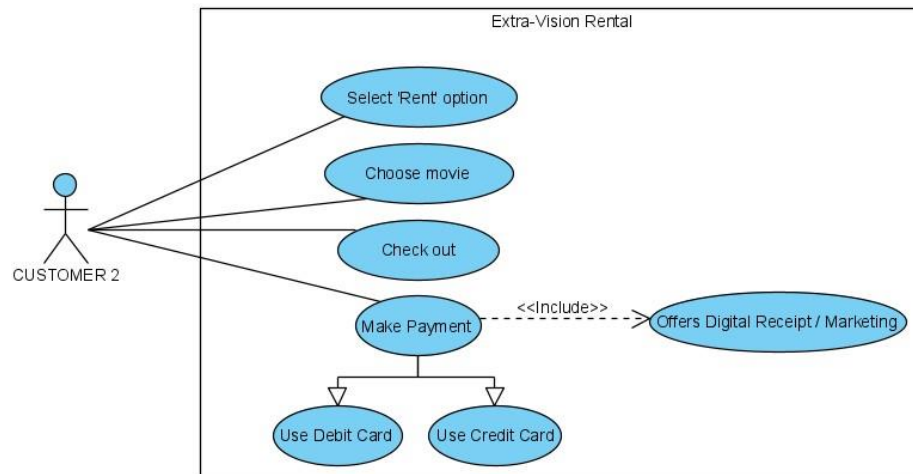 Extra-Vision Rental
Select 'Rent' option
Choose movie
Check out
CUSTOMER 2
Make Payment
<<Include>>
Offers Digital Receipt / Marketing
Use Debit Card
Use Credit Card